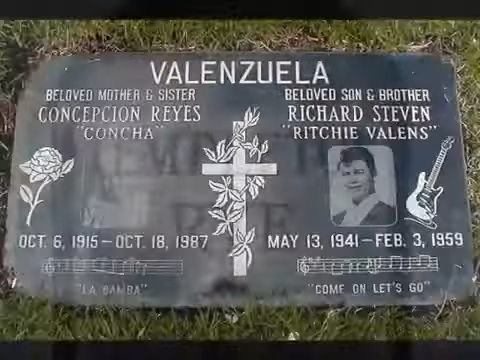 VALENZUELA
BELOVED MOTHER & SISTER
CONCEPCION REYES
"CONCHA"
OCT. 6, 1915–OCT. 18, 1987
"LA BAMBA"
BELOVED SON & BROTHER
RICHARD STEVEN
"RITCHIE VALENS"
MAY 13, 1941–FEB. 3, 1959
"COME ON LET'S GO"